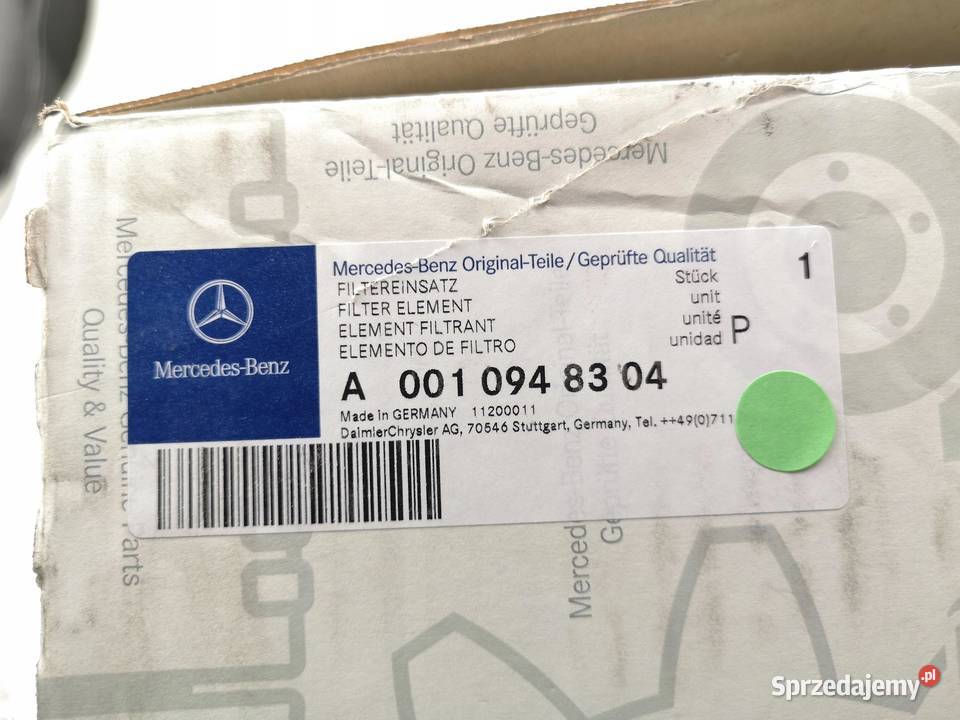 Geprüfte Qualität
Mercedes-Benz Original-Teile
Mercedes-Benz Original-Teile/Geprüfte Qualität
1
FILTEREINSATZ
FILTER ELEMENT
ELEMENT FILTRANT
ELEMENTO DE FILTRO
Stück
unit
unité
unidad
P
Mercedes-Benz
A 001 094 83 04
Made in GERMANY 11200011
DaimlerChrysler AG, 70546 Stuttgart, Germany, Tel. ++49(0)711
Quality & Value
Sprzedajemy.pl